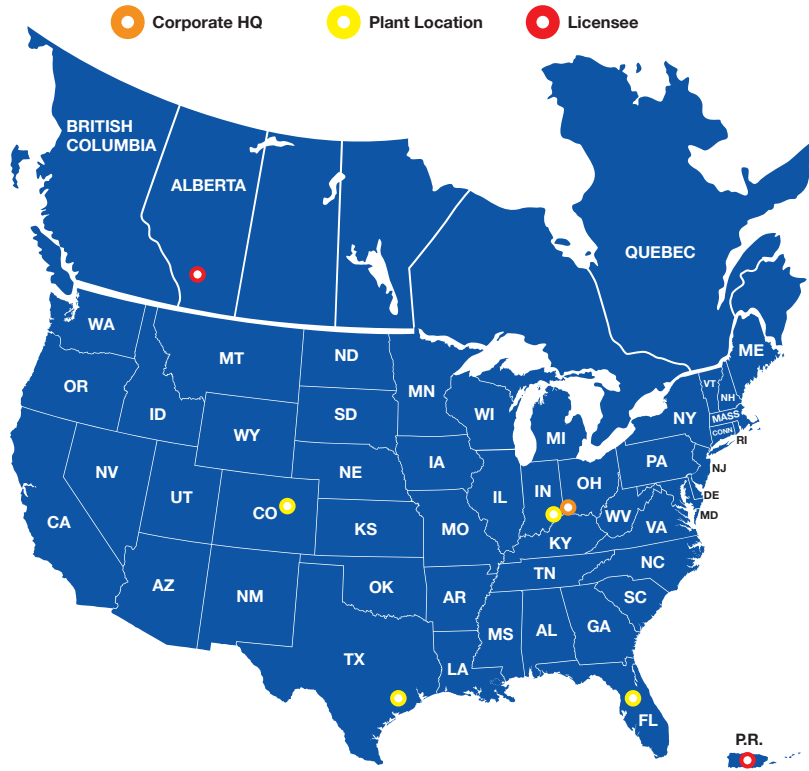 Corporate HQ
Plant Location
Licensee
BRITISH
COLUMBIA
ALBERTA
QUEBEC
WA
MT
ND
MN
ME
OR
ID
SD
WI
VT
NH
WY
MI
NY
MASS
CONN
RI
NV
UT
NE
IA
PA
NJ
IL
IN
OH
CA
CO
DE
MD
KS
MO
WV
VA
KY
AZ
NM
OK
TN
NC
AR
SC
MS
AL
GA
TX
LA
FL
P.R.